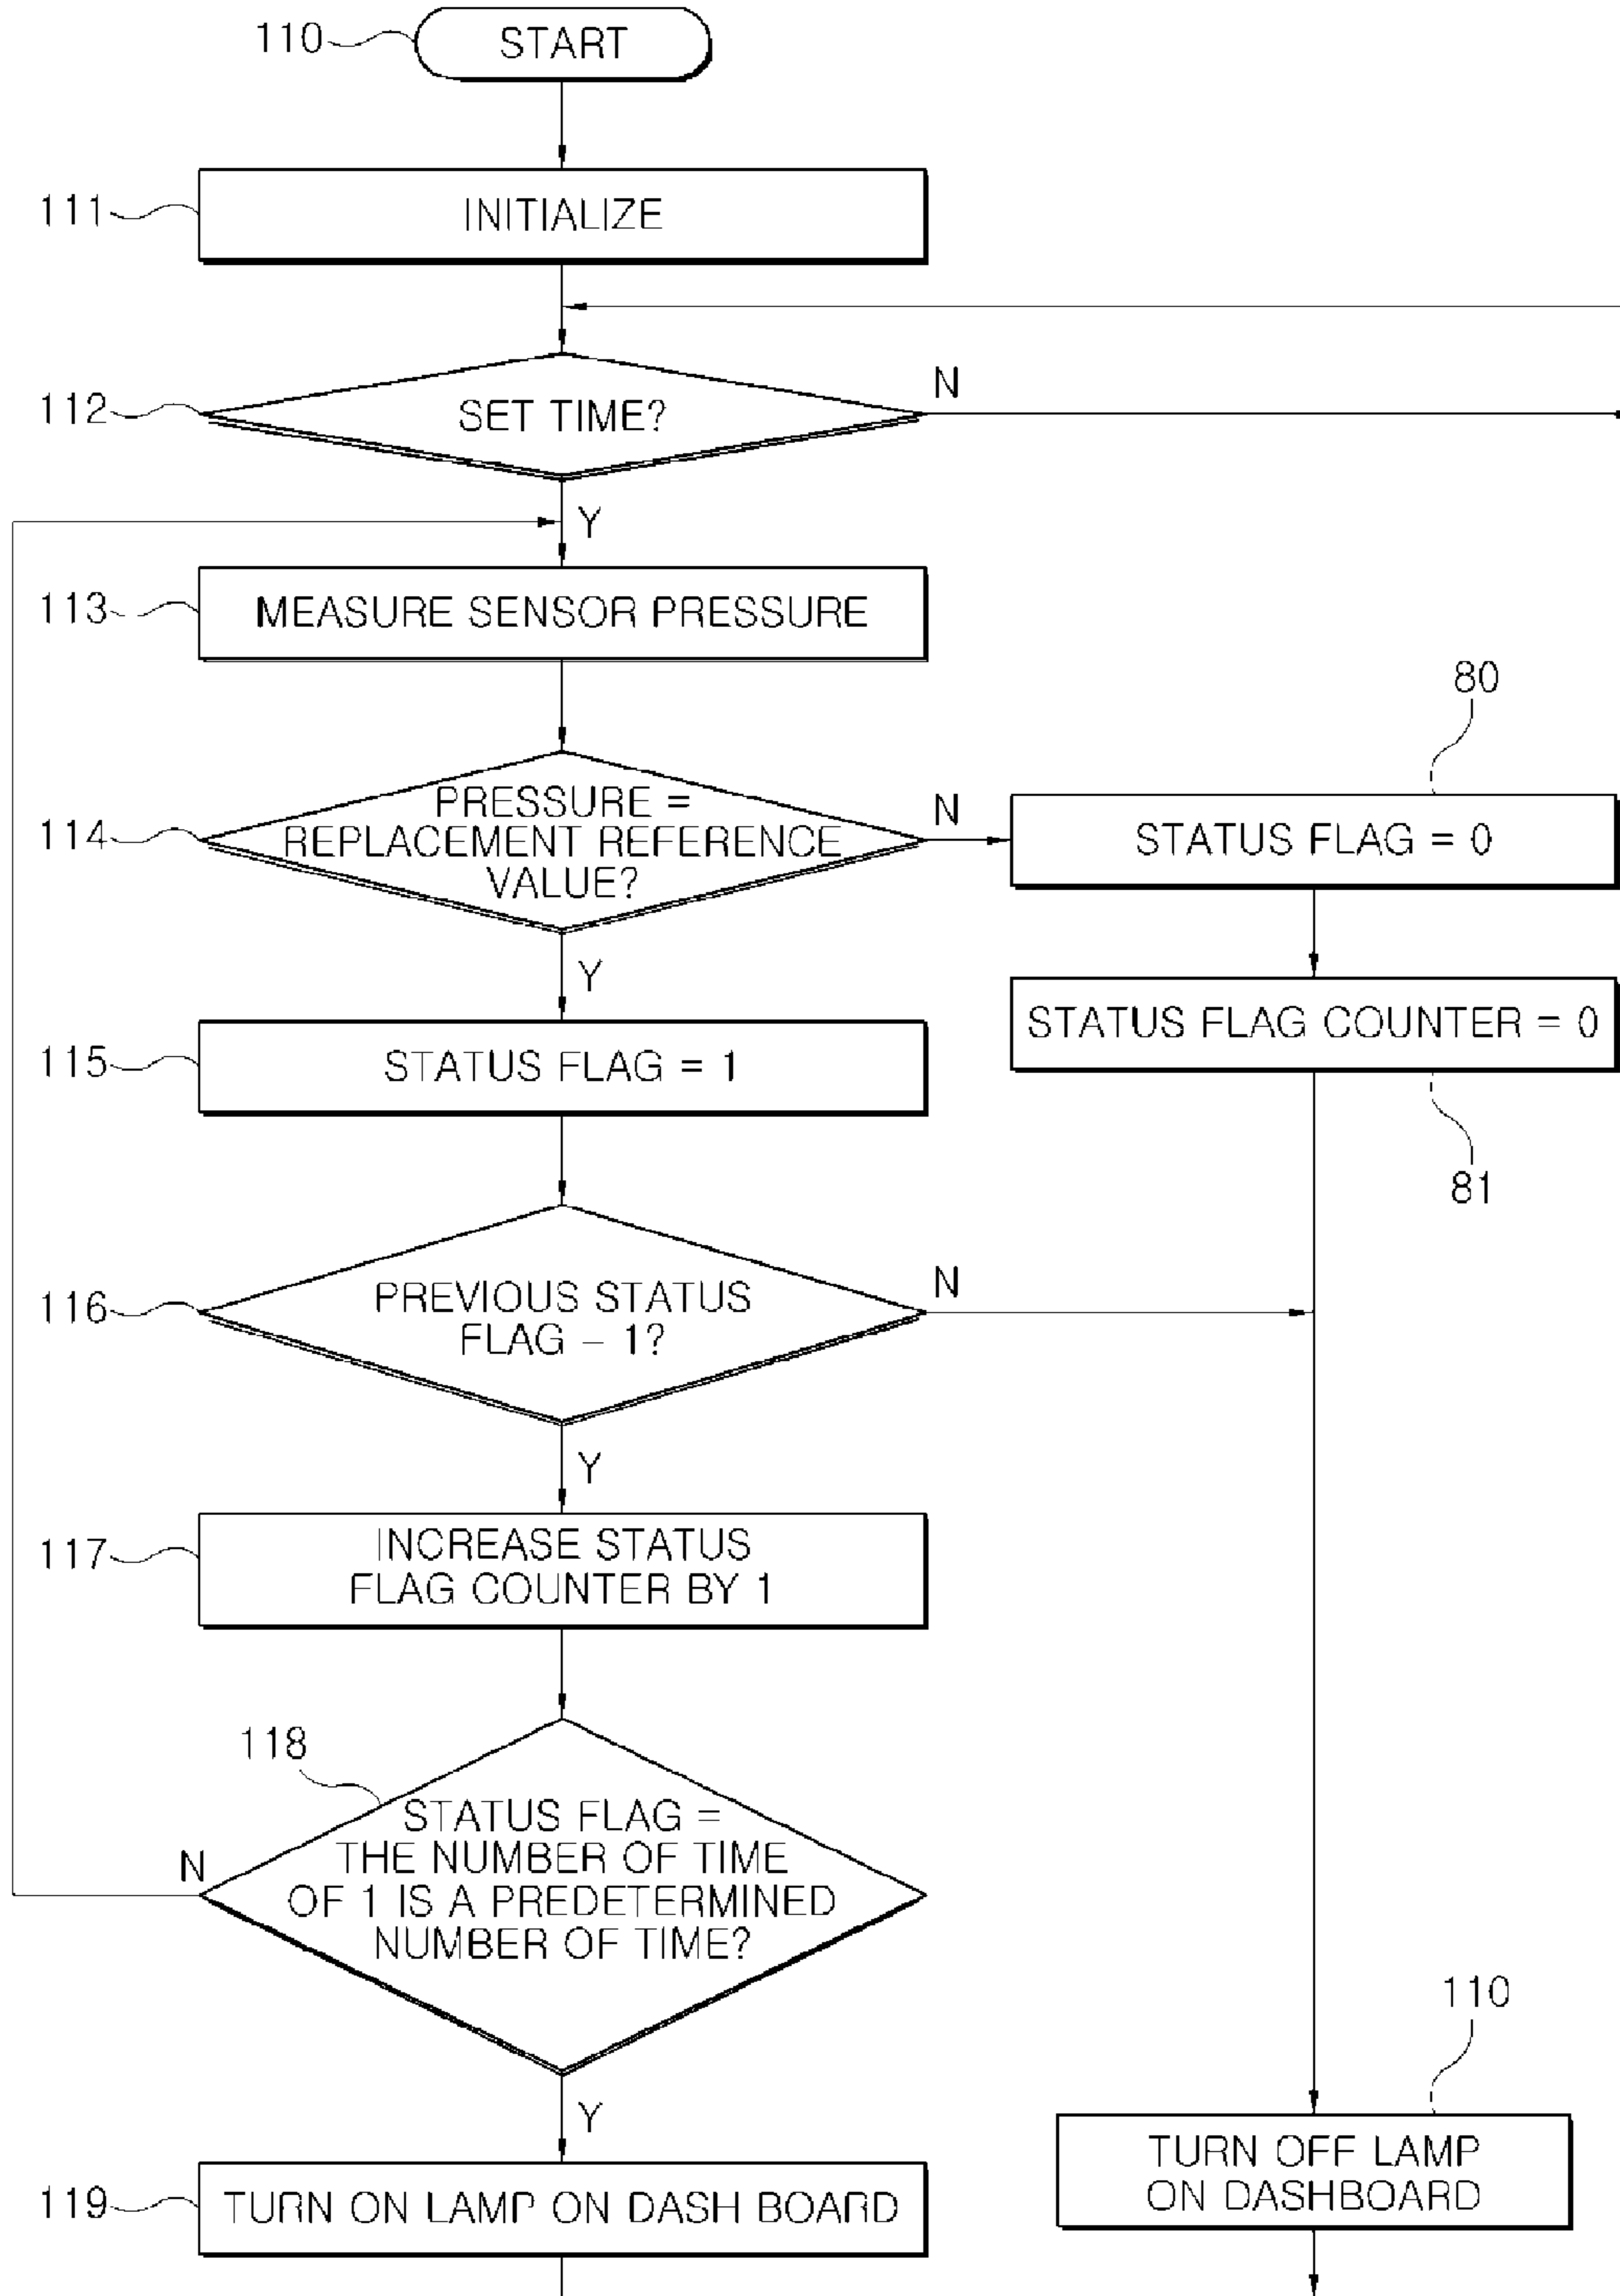 110
START
111
INITIALIZE
112
SET TIME?
N
Y
113
MEASURE SENSOR PRESSURE
80
114
PRESSURE =
REPLACEMENT REFERENCE
VALUE?
N
STATUS FLAG = 0
Y
STATUS FLAG COUNTER = 0
81
115
STATUS FLAG = 1
116
PREVIOUS STATUS
FLAG - 1?
N
Y
117
INCREASE STATUS
FLAG COUNTER BY 1
118
STATUS FLAG =
THE NUMBER OF TIME
OF 1 IS A PREDETERMINED
NUMBER OF TIME?
N
Y
110
TURN OFF LAMP
ON DASHBOARD
119
TURN ON LAMP ON DASH BOARD